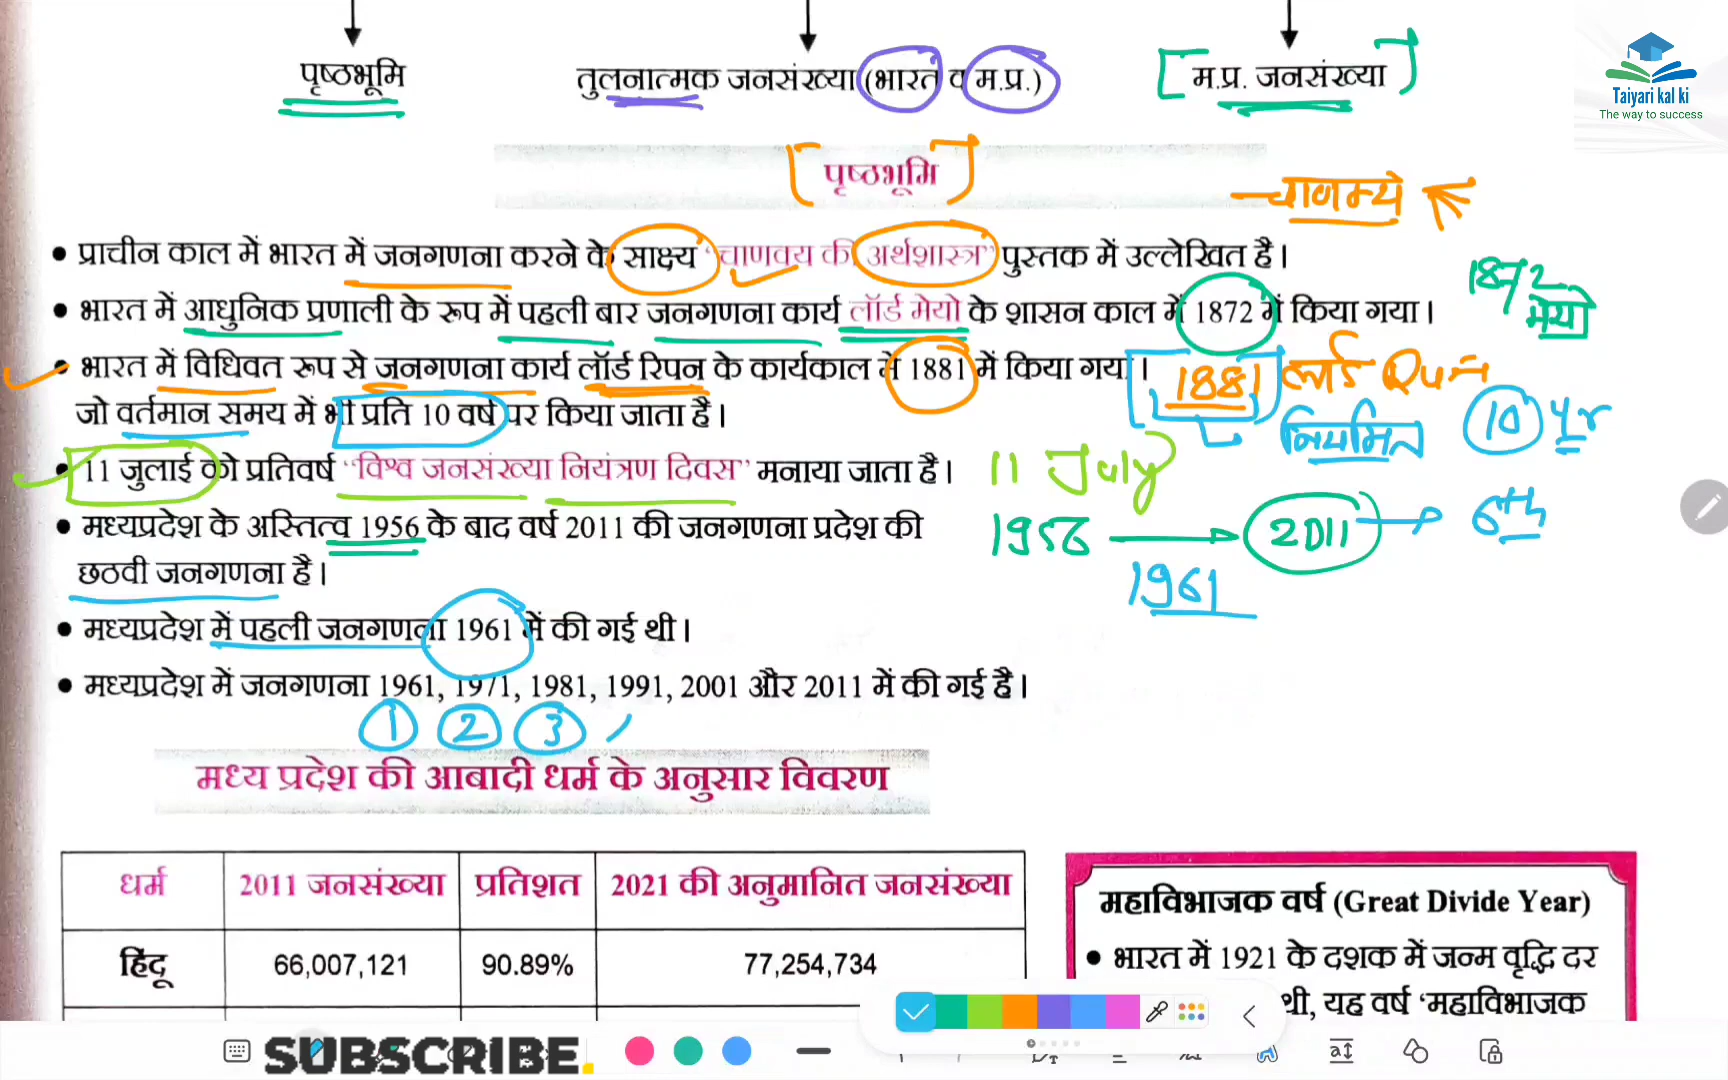 पृष्ठभूमि
तुलनात्मक जनसंख्या (भारत व म.प्र.)
म.प्र. जनसंख्या
Taiyari kal ki
The way to success
पृष्ठभूमि
• प्राचीन काल में भारत में जनगणना करने के साक्ष्य "चाणक्य की अर्थशास्त्र" पुस्तक में उल्लेखित है।
• भारत में आधुनिक प्रणाली के रूप में पहली बार जनगणना कार्य लॉर्ड मेयो के शासन काल में 1872 में किया गया।
1872
मेयो
• भारत में विधिवत रूप से जनगणना कार्य लॉर्ड रिपन के कार्यकाल में 1881 में किया गया।
1881 लार्ड
जो वर्तमान समय में भी प्रति 10 वर्ष पर किया जाता है।
नियमित 10 yr
• 11 जुलाई को प्रतिवर्ष "विश्व जनसंख्या नियंत्रण दिवस" मनाया जाता है।
11 July
• मध्यप्रदेश के अस्तित्व 1956 के बाद वर्ष 2011 की जनगणना प्रदेश की
1956 2011 6th
छठवी जनगणना है।
1961
• मध्यप्रदेश में पहली जनगणना 1961 में की गई थी।
• मध्यप्रदेश में जनगणना 1961, 1971, 1981, 1991, 2001 और 2011 में की गई है।
1 2 3
मध्य प्रदेश की आबादी धर्म के अनुसार विवरण
धर्म 2011 जनसंख्या प्रतिशत 2021 की अनुमानित जनसंख्या
हिंदू 66,007,121 90.89% 77,254,734
महाविभाजक वर्ष (Great Divide Year)
• भारत में 1921 के दशक में जन्म वृद्धि दर
थी, यह वर्ष 'महाविभाजक
SUBSCRIBE.